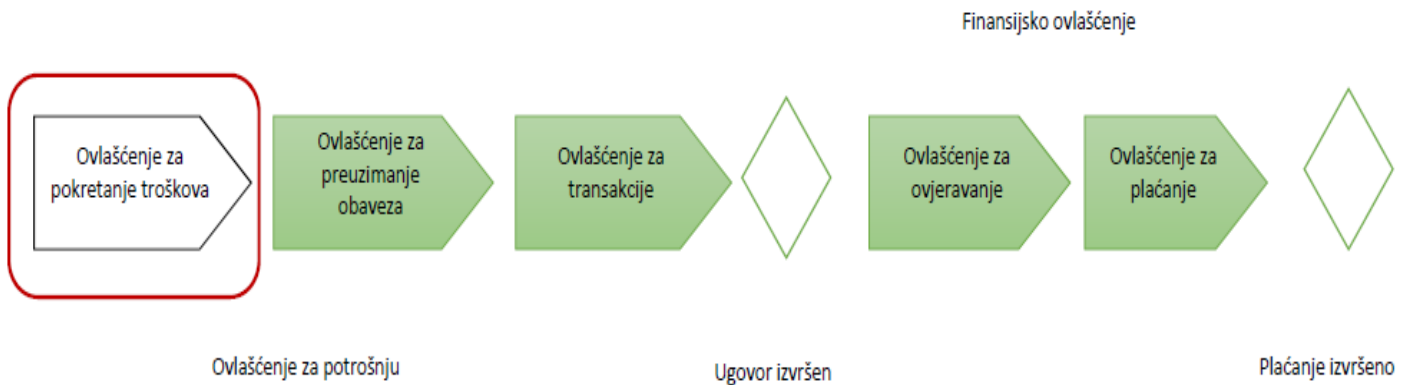 Finansijsko ovlašćenje
Ovlašćenje za
pokretanje troškova
Ovlašćenje za
preuzimanje
obaveza
Ovlašćenje za
transakcije
Ovlašćenje za
ovjeravanje
Ovlašćenje za
plaćanje
Ovlašćenje za potrošnju
Ugovor izvršen
Plaćanje izvršeno